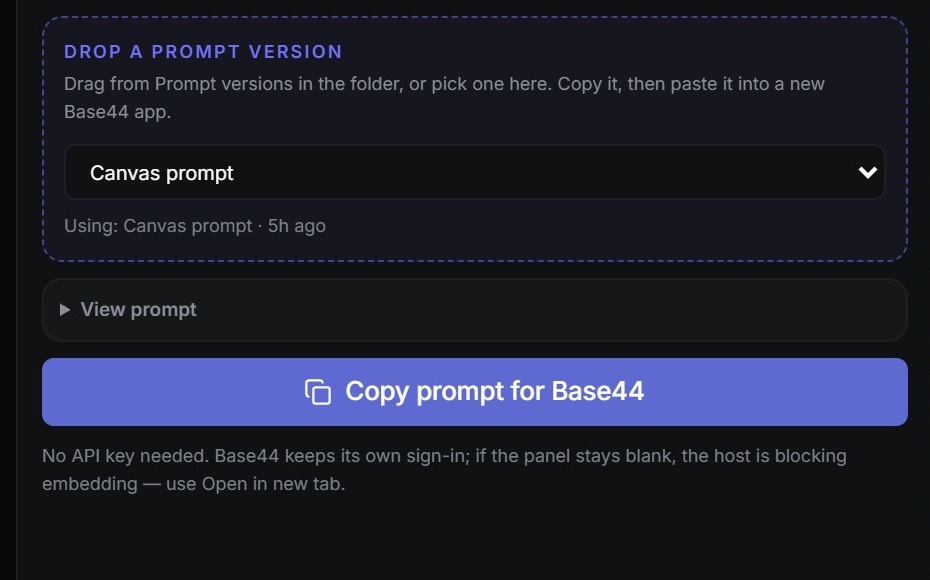 DROP A PROMPT VERSION
Drag from Prompt versions in the folder, or pick one here. Copy it, then paste it into a new
Base44 app.
Canvas prompt
Using: Canvas prompt · 5h ago
View prompt
Copy prompt for Base44
No API key needed. Base44 keeps its own sign-in; if the panel stays blank, the host is blocking
embedding — use Open in new tab.